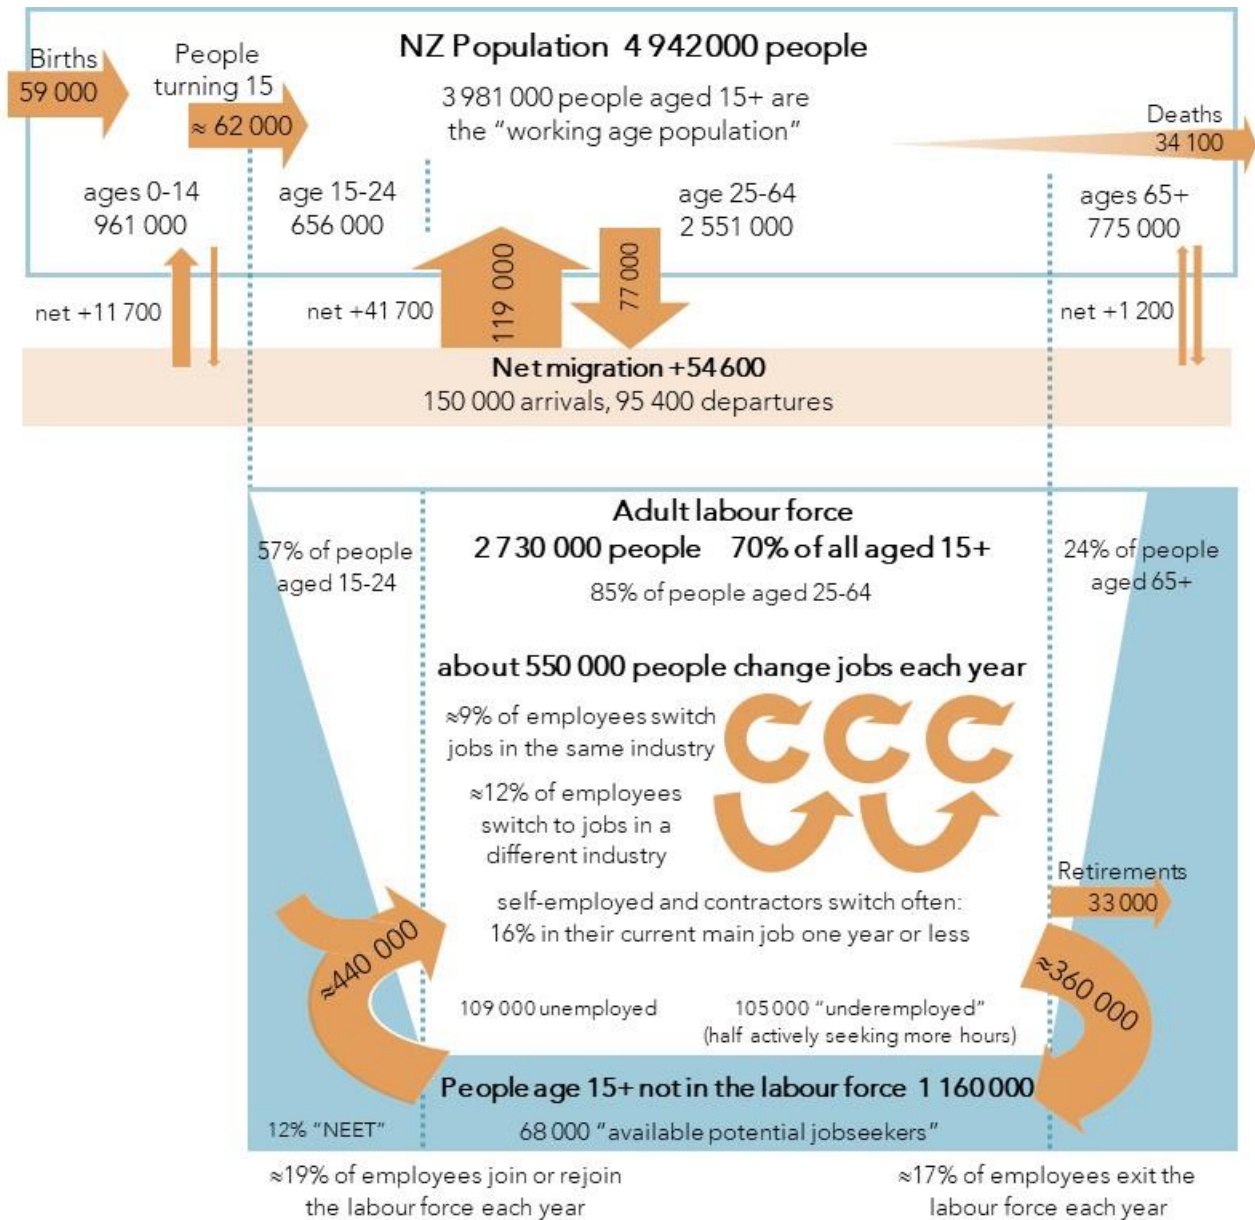 NZ Population 4 942 000 people
3 981 000 people aged 15+ are
the “working age population”
Births
59 000
People
turning 15
≈ 62 000
Deaths
34 100
ages 0-14
961 000
age 15-24
656 000
age 25-64
2 551 000
ages 65+
775 000
net +11 700
net +41 700
119 000
77 000
net +1 200
Net migration +54 600
150 000 arrivals, 95 400 departures
Adult labour force
2 730 000 people 70% of all aged 15+
85% of people aged 25-64
57% of people
aged 15-24
24% of people
aged 65+
about 550 000 people change jobs each year
≈9% of employees switch
jobs in the same industry
≈12% of employees
switch to jobs in a
different industry
self-employed and contractors switch often:
16% in their current main job one year or less
Retirements
33 000
≈440 000
≈360 000
109 000 unemployed
105 000 “underemployed”
(half actively seeking more hours)
People age 15+ not in the labour force 1 160 000
12% “NEET”
68 000 “available potential jobseekers”
≈19% of employees join or rejoin
the labour force each year
≈17% of employees exit the
labour force each year